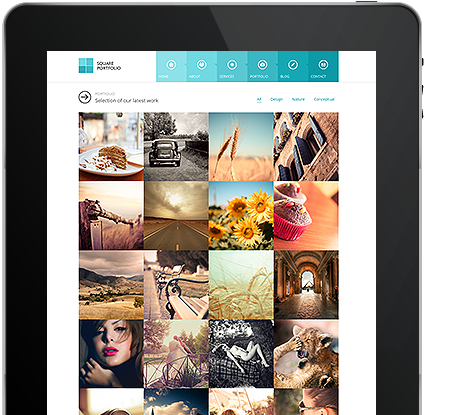 SQUARE
PORTFOLIO
HOME ABOUT SERVICES PORTFOLIO BLOG CONTACT
PORTFOLIO
Selection of our latest work
All Design Nature Conceptual